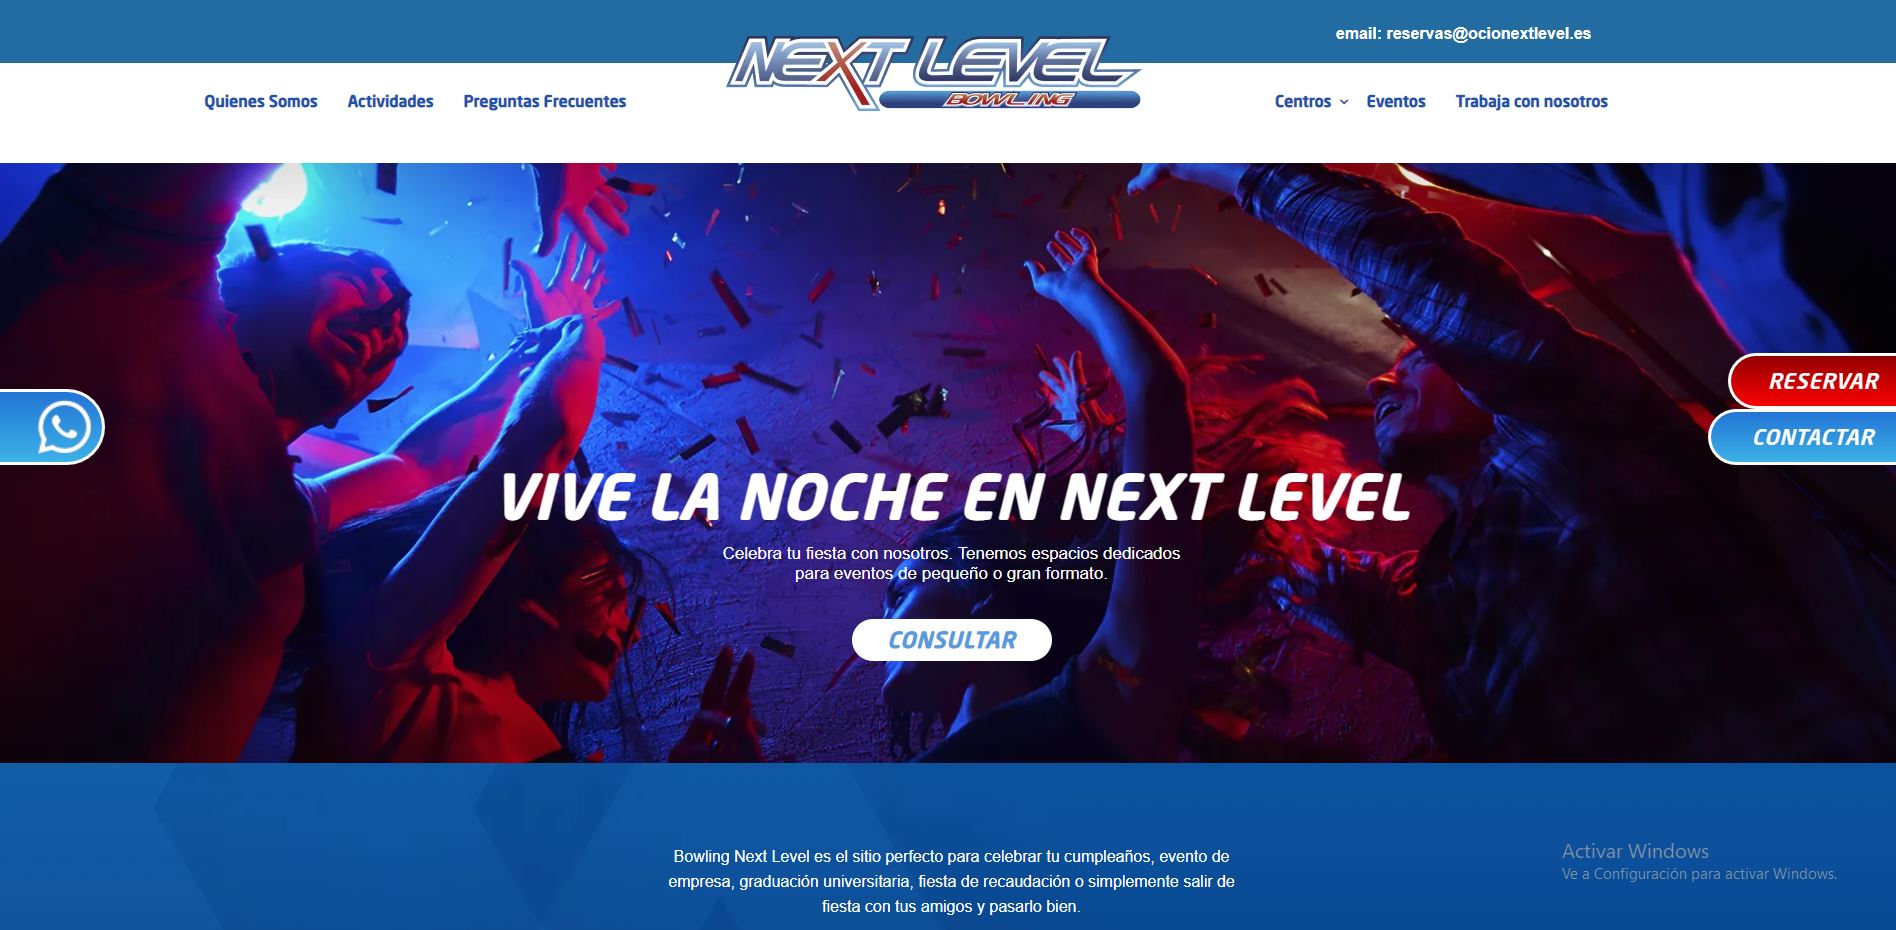 email: reservas@ocionextlevel.es
NEXT LEVEL
BOWLING
Quienes Somos
Actividades
Preguntas Frecuentes
Centros
Eventos
Trabaja con nosotros
RESERVAR
CONTACTAR
VIVE LA NOCHE EN NEXT LEVEL
Celebra tu fiesta con nosotros. Tenemos espacios dedicados
para eventos de pequeño o gran formato.
CONSULTAR
Bowling Next Level es el sitio perfecto para celebrar tu cumpleaños, evento de
empresa, graduación universitaria, fiesta de recaudación o simplemente salir de
fiesta con tus amigos y pasarlo bien.
Activar Windows
Ve a Configuración para activar Windows.